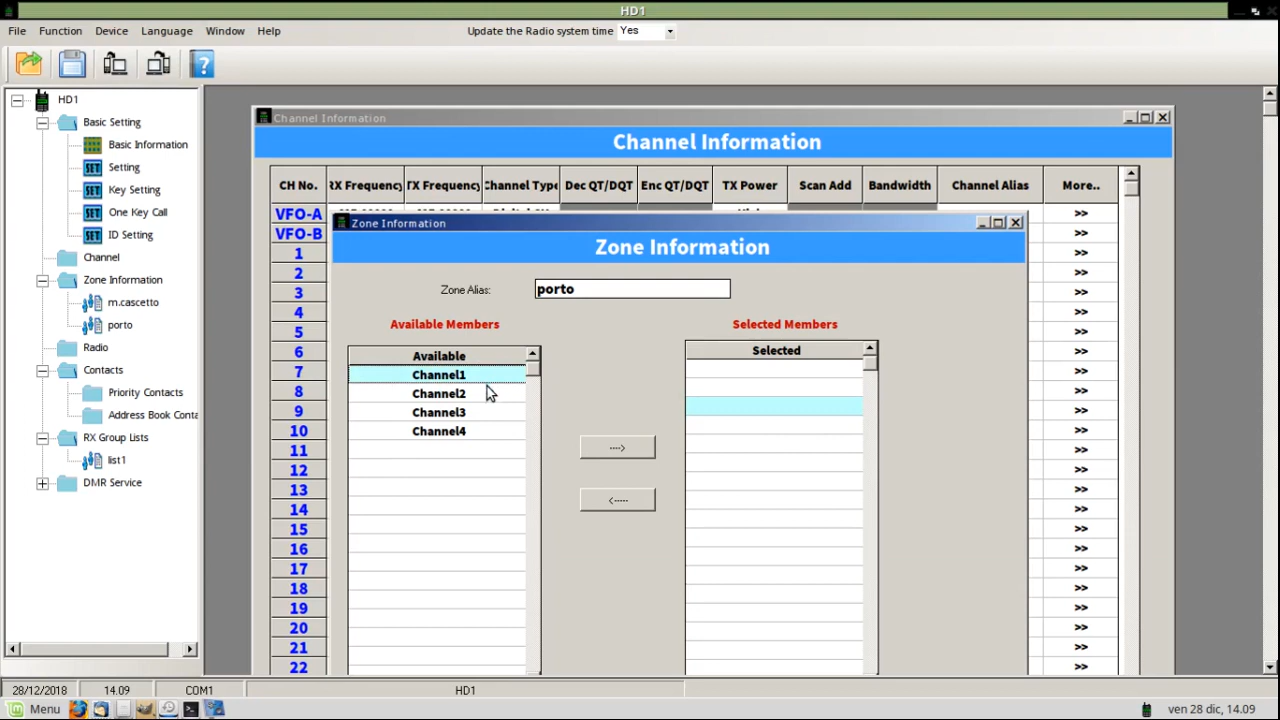 HD1
File Function Device Language Window Help Update the Radio system time Yes
HD1
Basic Setting
Basic Information
Setting
Key Setting
One Key Call
ID Setting
Channel
Zone Information
m.cascetto
porto
Radio
Contacts
Priority Contacts
Address Book Conta
RX Group Lists
list1
DMR Service
Channel Information
Channel Information
CH No. RX Frequency TX Frequency Channel Type Dec QT/DQT Enc QT/DQT TX Power Scan Add Bandwidth Channel Alias More..
VFO-A >>
VFO-B >>
1 >>
2 >>
3 >>
4 >>
5 >>
6 >>
7 >>
8 >>
9 >>
10 >>
11 >>
12 >>
13 >>
14 >>
15 >>
16 >>
17 >>
18 >>
19 >>
20 >>
21 >>
22 >>
Zone Information
Zone Information
Zone Alias: porto
Available Members Selected Members
Available Selected
Channel1
Channel2
Channel3
Channel4
---->
<-----
28/12/2018 14.09 COM1 HD1
Menu ven 28 dic, 14.09